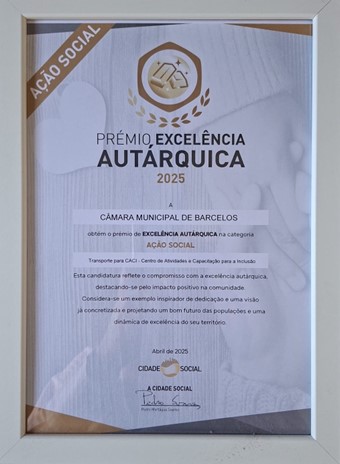 AÇÃO SOCIAL
PRÉMIO EXCELÊNCIA
AUTÁRQUICA
2025
A
CÂMARA MUNICIPAL DE BARCELOS
obtém o prémio de EXCELÊNCIA AUTÁRQUICA na categoria
AÇÃO SOCIAL
Transporte para CACI - Centro de Atividades e Capacitação para a Inclusão
Esta candidatura reflete o compromisso com a excelência autárquica,
destacando-se pelo impacto positivo na comunidade.
Considera-se um exemplo inspirador de dedicação e uma visão
já concretizada e projetando um bom futuro das populações e uma
dinâmica de excelência do seu território.
Abril de 2025
CIDADE SOCIAL
A CIDADE SOCIAL